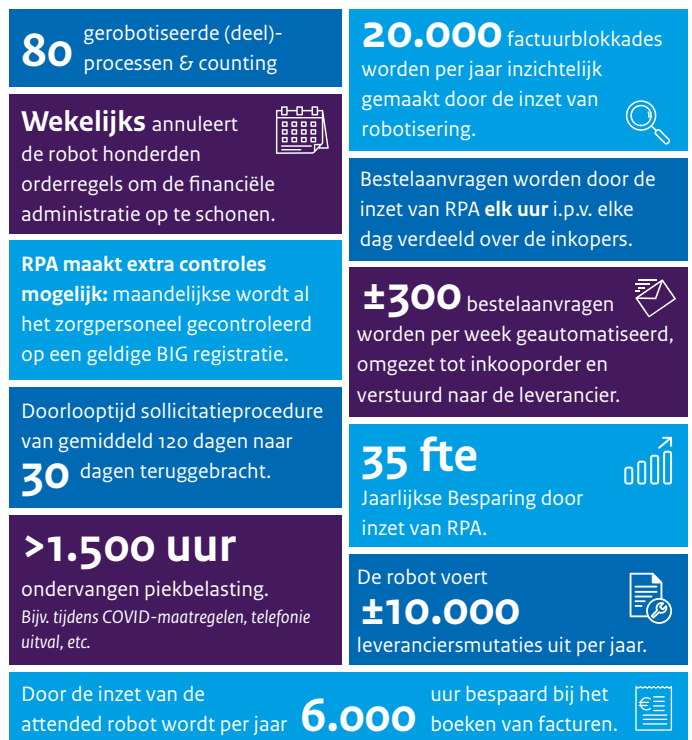 80 gerobotiseerde (deel)-
processen & counting
Wekelijks annuleert
de robot honderden
orderregels om de financiële
administratie op te schonen.
RPA maakt extra controles
mogelijk: maandelijkse wordt al
het zorgpersoneel gecontroleerd
op een geldige BIG registratie.
Doorlooptijd sollicitatieprocedure
van gemiddeld 120 dagen naar
30 dagen teruggebracht.
>1.500 uur
ondervangen piekbelasting.
Bijv. tijdens COVID-maatregelen, telefonie
uitval, etc.
20.000 factuurblokkades
worden per jaar inzichtelijk
gemaakt door de inzet van
robotisering.
Bestelaanvragen worden door de
inzet van RPA elk uur i.p.v. elke
dag verdeeld over de inkopers.
±300 bestelaanvragen
worden per week geautomatiseerd,
omgezet tot inkooporder en
verstuurd naar de leverancier.
35 fte
Jaarlijkse Besparing door
inzet van RPA.
De robot voert
±10.000
leveranciersmutaties uit per jaar.
Door de inzet van de
attended robot wordt per jaar 6.000 uur bespaard bij het
boeken van facturen.